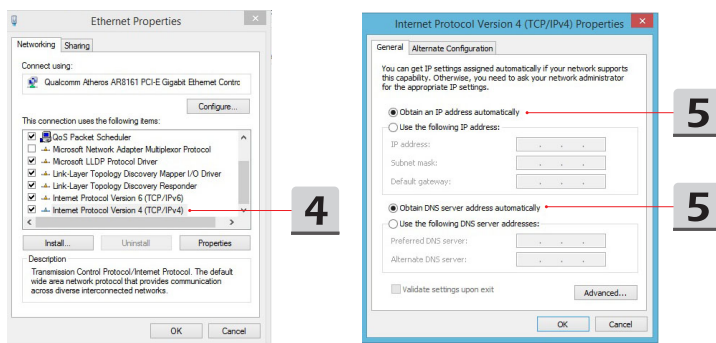 Ethernet Properties
Networking Sharing
Connect using:
Qualcomm Atheros AR8161 PCI-E Gigabit Ethernet Contrc
Configure...
This connection uses the following items:
QoS Packet Scheduler
Microsoft Network Adapter Multiplexor Protocol
Microsoft LLDP Protocol Driver
Link-Layer Topology Discovery Mapper I/O Driver
Link-Layer Topology Discovery Responder
Internet Protocol Version 6 (TCP/IPv6)
Internet Protocol Version 4 (TCP/IPv4)
4
Install... Uninstall Properties
Description
Transmission Control Protocol/Internet Protocol. The default
wide area network protocol that provides communication
across diverse interconnected networks.
OK Cancel
Internet Protocol Version 4 (TCP/IPv4) Properties
General Alternate Configuration
You can get IP settings assigned automatically if your network supports
this capability. Otherwise, you need to ask your network administrator
for the appropriate IP settings.
Obtain an IP address automatically
5
Use the following IP address:
IP address:
Subnet mask:
Default gateway:
Obtain DNS server address automatically
5
Use the following DNS server addresses:
Preferred DNS server:
Alternate DNS server:
Validate settings upon exit
Advanced...
OK Cancel